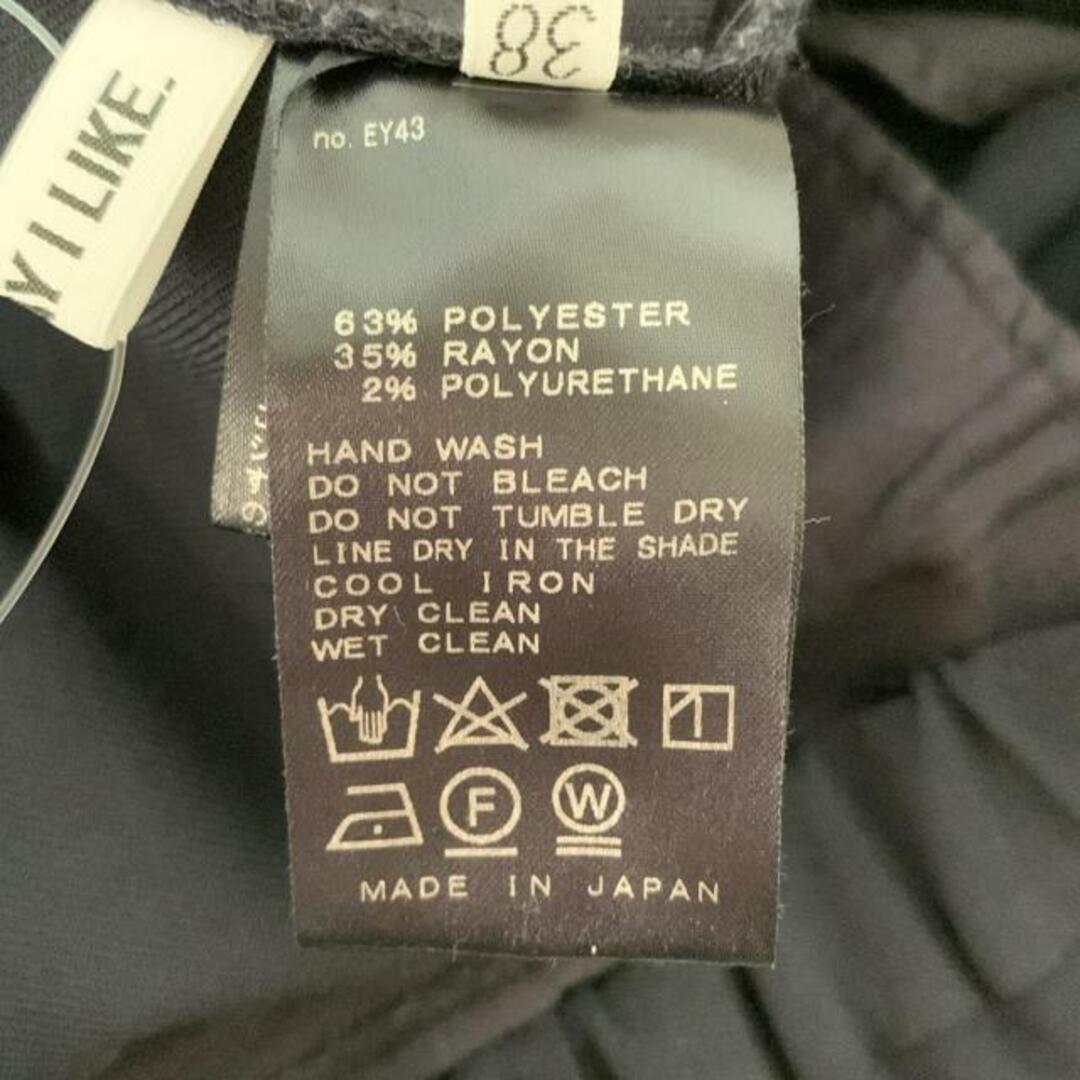 38
Y I LIKE.
no. EY43
63% POLYESTER
35% RAYON
2% POLYURETHANE
HAND WASH
DO NOT BLEACH
DO NOT TUMBLE DRY
LINE DRY IN THE SHADE
COOL IRON
DRY CLEAN
WET CLEAN
F W
MADE IN JAPAN